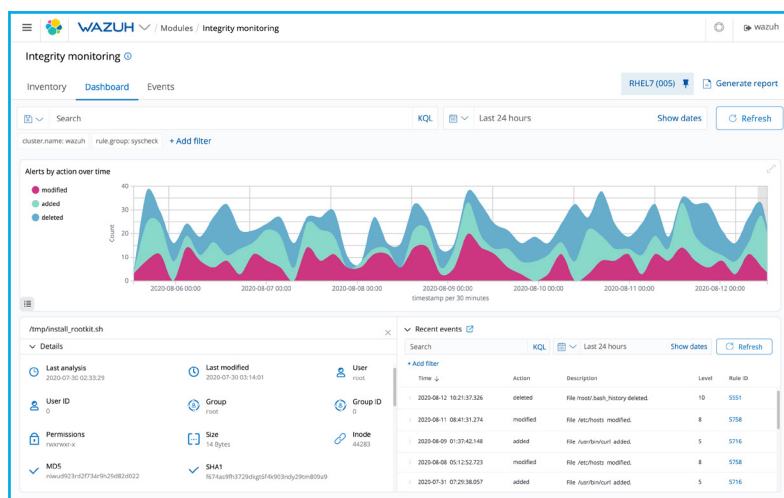 WAZUH / Modules / Integrity monitoring
wazuh
Integrity monitoring
Inventory Dashboard Events
RHEL7 (005) Generate report
Search KQL Last 24 hours Show dates Refresh
cluster.name: wazuh rule.group: syscheck + Add filter
Alerts by action over time
modified
added
deleted
Count
40
30
20
10
0
2020-08-06 00:00 2020-08-07 00:00 2020-08-08 00:00 2020-08-09 00:00 2020-08-10 00:00 2020-08-11 00:00 2020-08-12 00:00
timestamp per 30 minutes
/tmp/install_rootkit.sh
Details
Last analysis
2020-07-30 02:33:29
Last modified
2020-07-30 03:14:01
User
root
User ID
0
Group
root
Group ID
0
Permissions
rwxrwxr-x
Size
14 Bytes
Inode
44283
MD5
SHA1
Recent events
Search KQL Last 24 hours Show dates Refresh
+ Add filter
Time Action Description Level Rule ID
2020-08-12 10:21:37.326 deleted File /root/.bash_history deleted. 10 5551
2020-08-11 08:41:31.274 modified File /etc/hosts modified. 8 5758
2020-08-09 01:37:42.148 added File /usr/bin/curl added. 5 5716
2020-08-08 05:12:52.723 modified File /etc/hosts modified. 8 5758
2020-07-31 07:29:38.057 added File /usr/bin/curl added. 5 5716